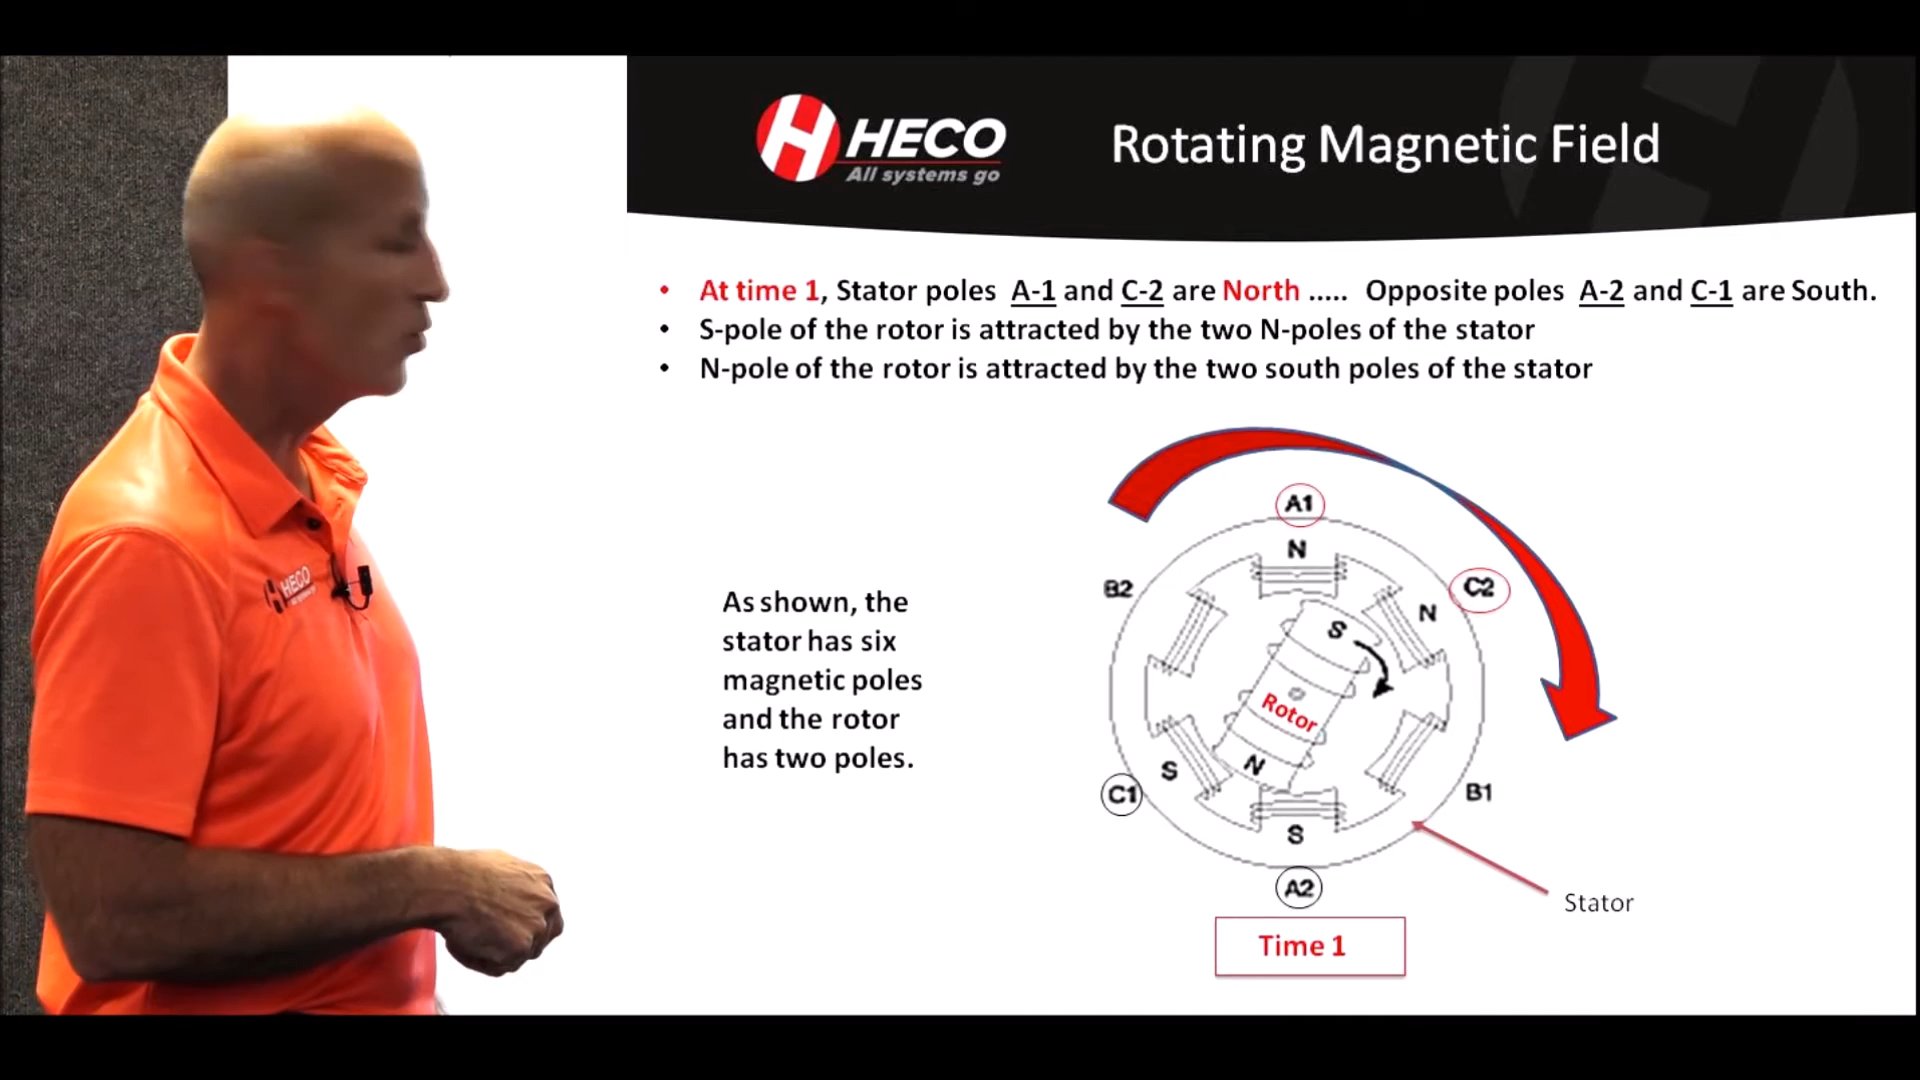 HECO
All systems go
Rotating Magnetic Field
• At time 1, Stator poles A-1 and C-2 are North ..... Opposite poles A-2 and C-1 are South.
• S-pole of the rotor is attracted by the two N-poles of the stator
• N-pole of the rotor is attracted by the two south poles of the stator
As shown, the
stator has six
magnetic poles
and the rotor
has two poles.
A1
N
B2
C2
N
S
Rotor
N
S
C1
B1
S
A2
Stator
Time 1
HECO